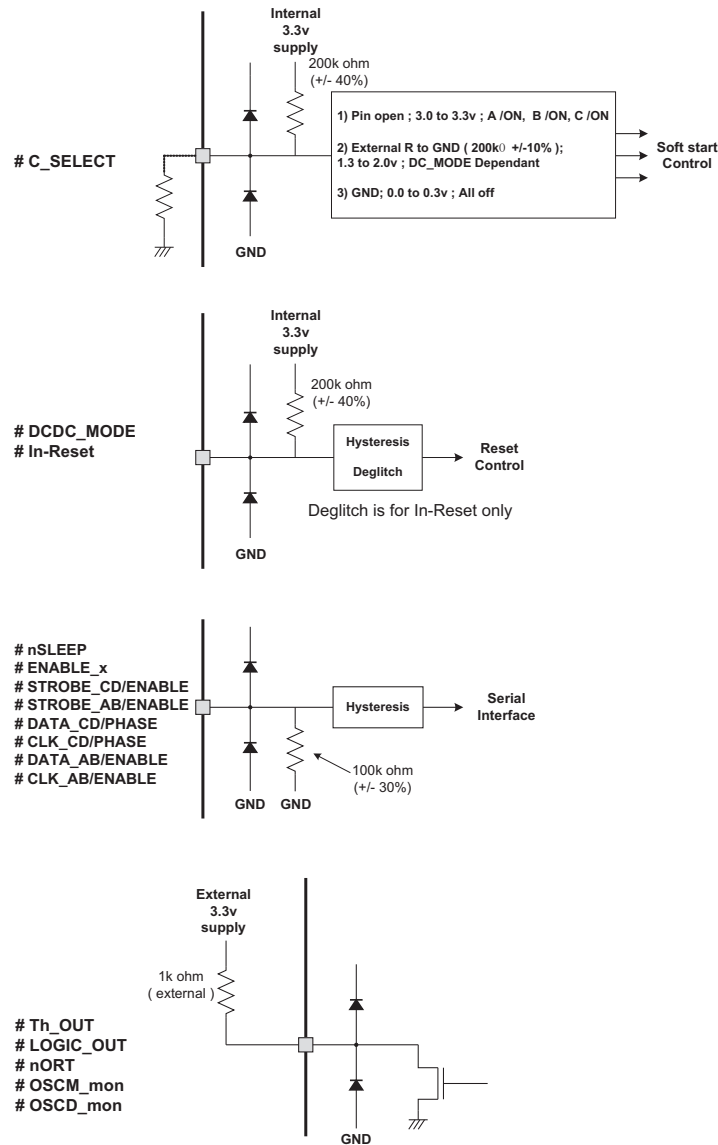 Internal
3.3v
supply
200k ohm
(+/- 40%)
1) Pin open ; 3.0 to 3.3v ; A /ON, B /ON, C /ON
2) External R to GND ( 200kΩ +/-10% );
1.3 to 2.0v ; DC_MODE Dependant
3) GND; 0.0 to 0.3v ; All off
Soft start
Control
# C_SELECT
GND
Internal
3.3v
supply
200k ohm
(+/- 40%)
# DCDC_MODE
# In-Reset
Hysteresis
Deglitch
Reset
Control
Deglitch is for In-Reset only
GND
# nSLEEP
# ENABLE_x
# STROBE_CD/ENABLE
# STROBE_AB/ENABLE
# DATA_CD/PHASE
# CLK_CD/PHASE
# DATA_AB/ENABLE
# CLK_AB/ENABLE
Hysteresis
Serial
Interface
100k ohm
(+/- 30%)
GND
GND
External
3.3v
supply
1k ohm
( external )
# Th_OUT
# LOGIC_OUT
# nORT
# OSCM_mon
# OSCD_mon
GND